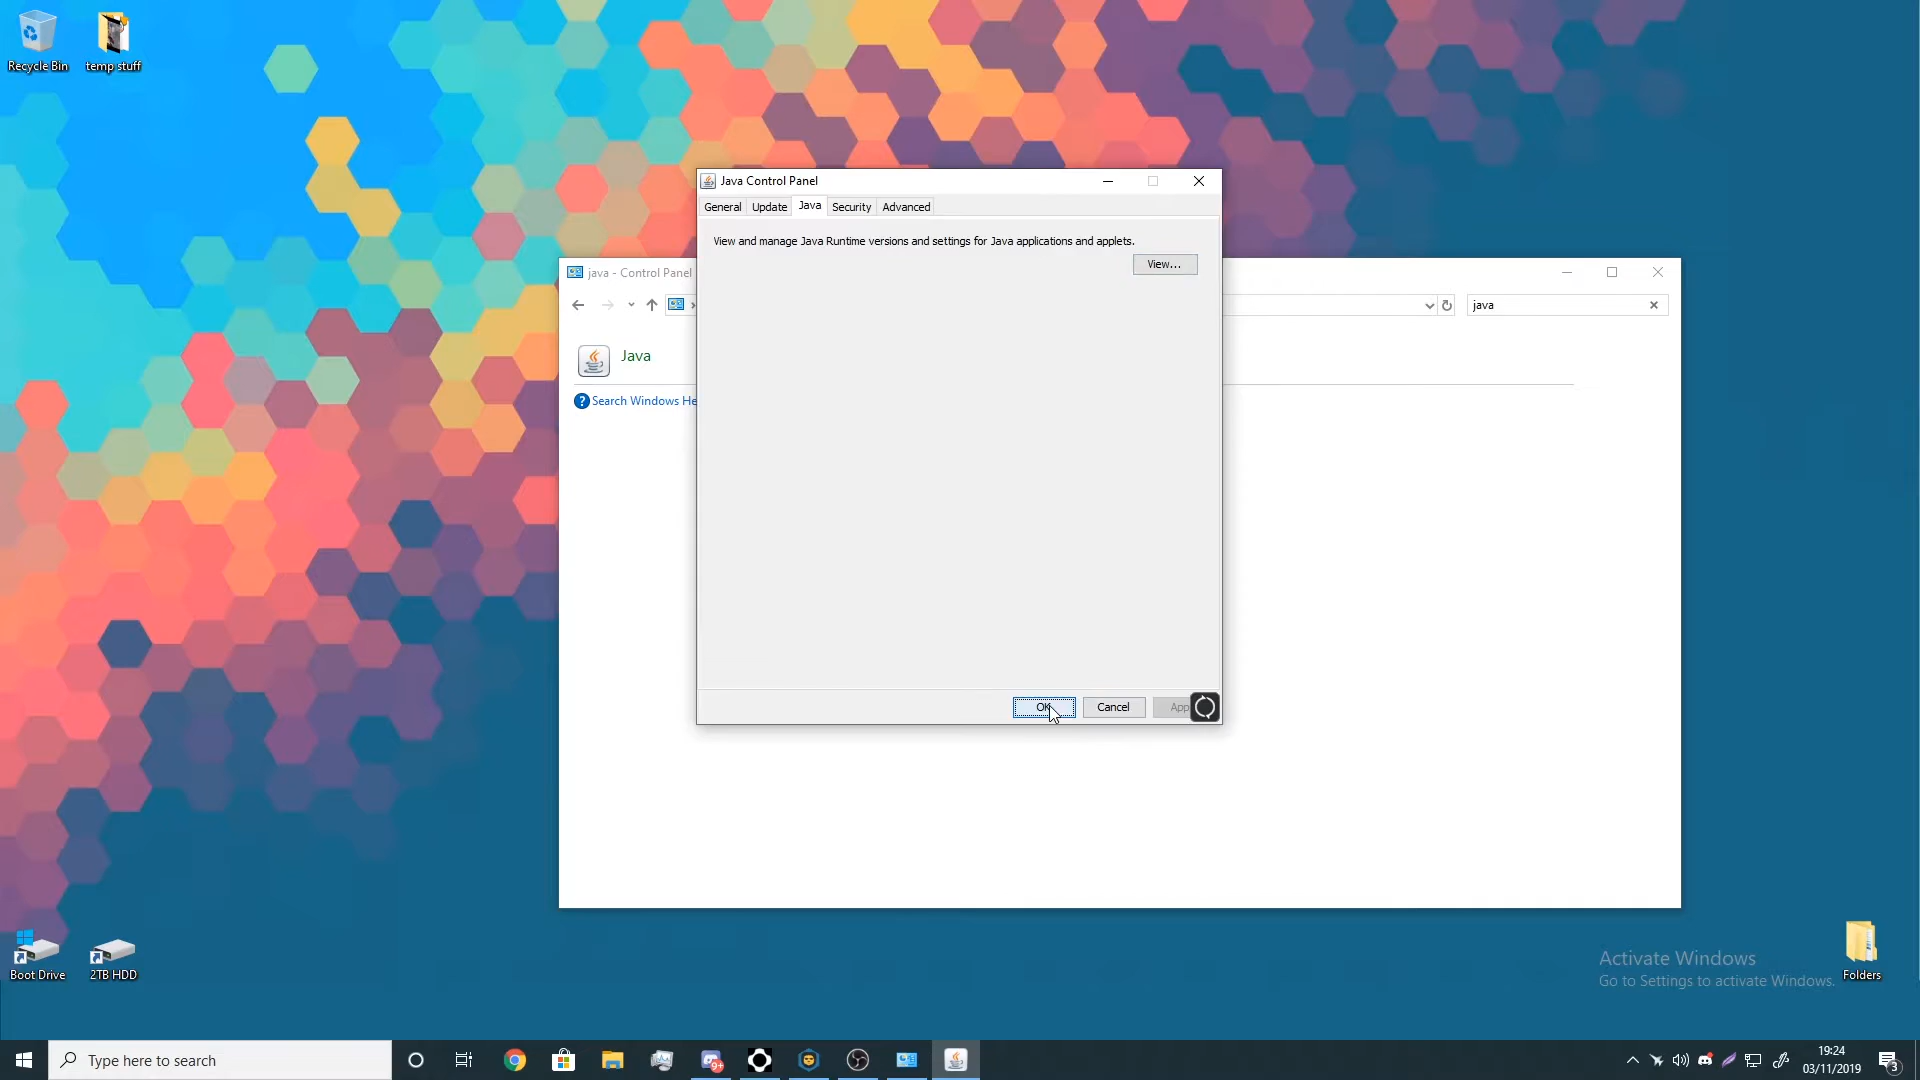 Recycle Bin
temp stuff
Java Control Panel
General Update Java Security Advanced
View and manage Java Runtime versions and settings for Java applications and applets.
View...
java - Control Panel
java
Java
Search Windows He
OK Cancel App
Boot Drive
2TB HDD
Activate Windows
Go to Settings to activate Windows.
Folders
Type here to search
9+
19:24
03/11/2019
3